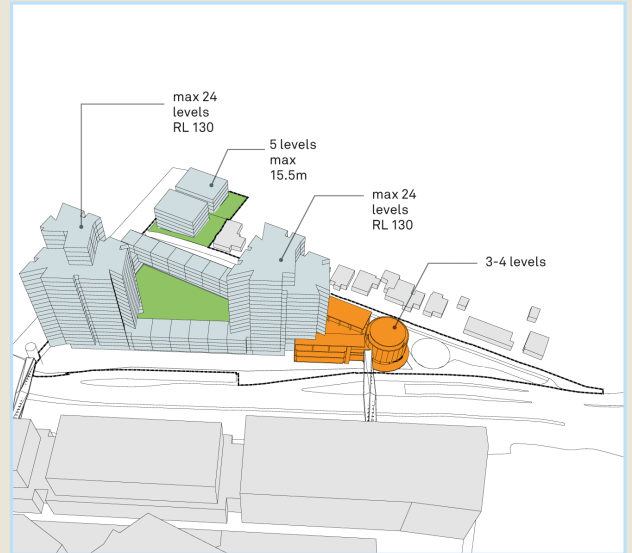 max 24
levels
RL 130
5 levels
max
15.5m
max 24
levels
RL 130
3-4 levels